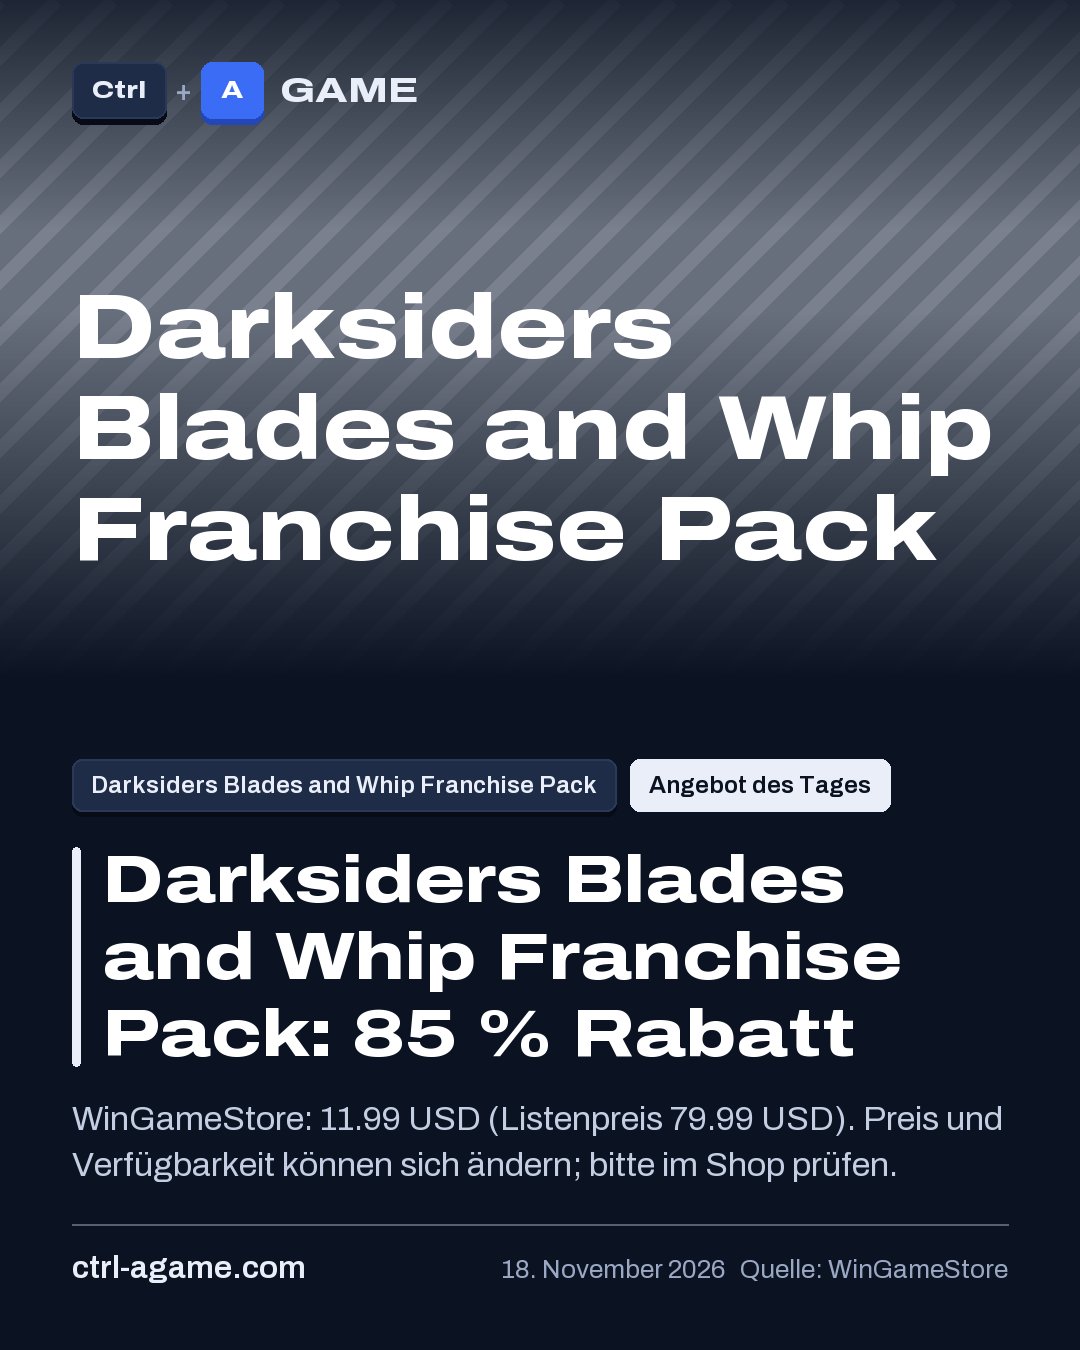 Ctrl + A GAME
Darksiders
Blades and Whip
Franchise Pack
Darksiders Blades and Whip Franchise Pack Angebot des Tages
Darksiders Blades
and Whip Franchise
Pack: 85 % Rabatt
WinGameStore: 11.99 USD (Listenpreis 79.99 USD). Preis und
Verfügbarkeit können sich ändern; bitte im Shop prüfen.
ctrl-agame.com 18. November 2026 Quelle: WinGameStore